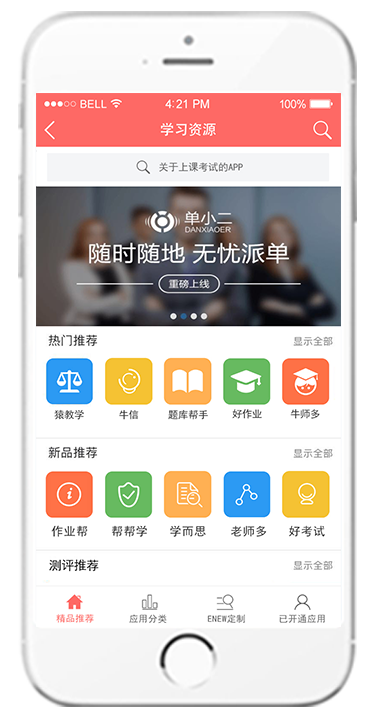 BELL 4:21 PM 100%
学习资源
关于上课考试的APP
单小二
DANXIAOER
随时随地 无忧派单
重磅上线
热门推荐 显示全部
猿教学 牛信 题库帮手 好作业 牛师多
新品推荐 显示全部
作业帮 帮帮学 学而思 老师多 好考试
测评推荐 显示全部
精品推荐 应用分类 ENEW定制 已开通应用